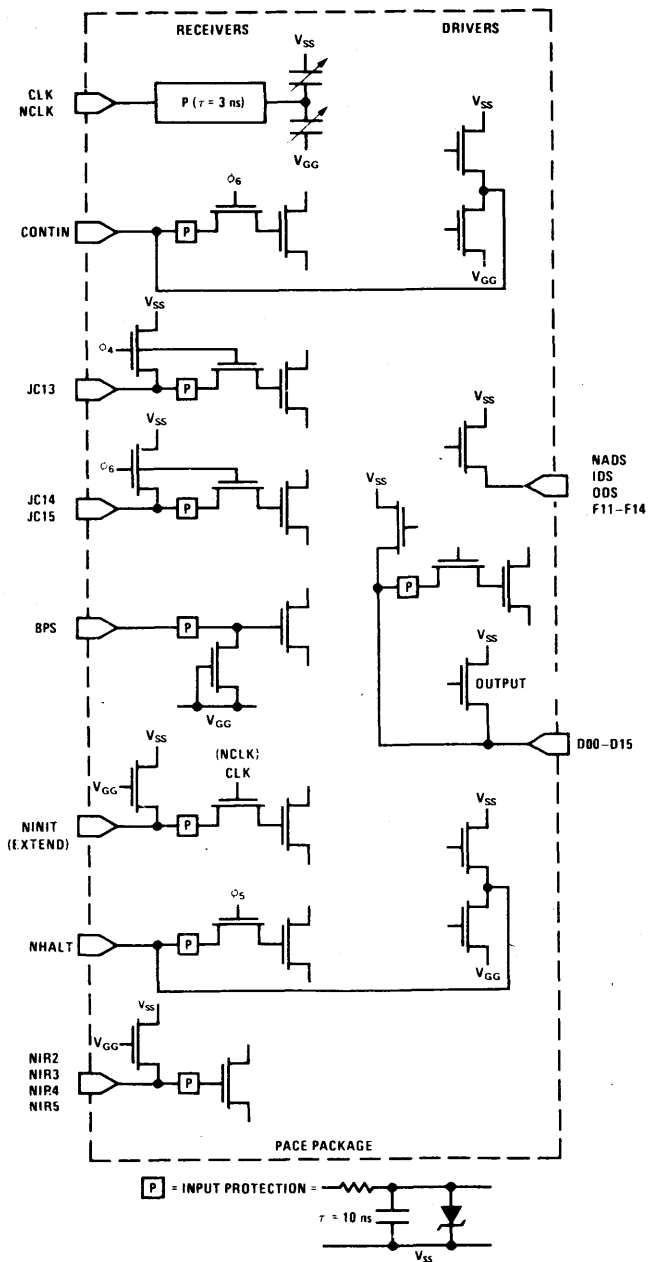 RECEIVERS
DRIVERS
VSS
CLK
NCLK
P (τ = 3 ns)
VGG
VSS
VGG
ϕ6
CONTIN
P
VSS
ϕ4
JC13
P
VSS
ϕ6
JC14
JC15
P
VSS
NADS
IDS
ODS
F11-F14
VSS
P
BPS
P
VGG
VSS
OUTPUT
D00-D15
VSS
VGG
(NCLK)
CLK
NINIT
(EXTEND)
P
VSS
VGG
ϕ5
NHALT
P
VSS
VGG
NIR2
NIR3
NIR4
NIR5
P
PACE PACKAGE
P = INPUT PROTECTION =
τ = 10 ns
VSS